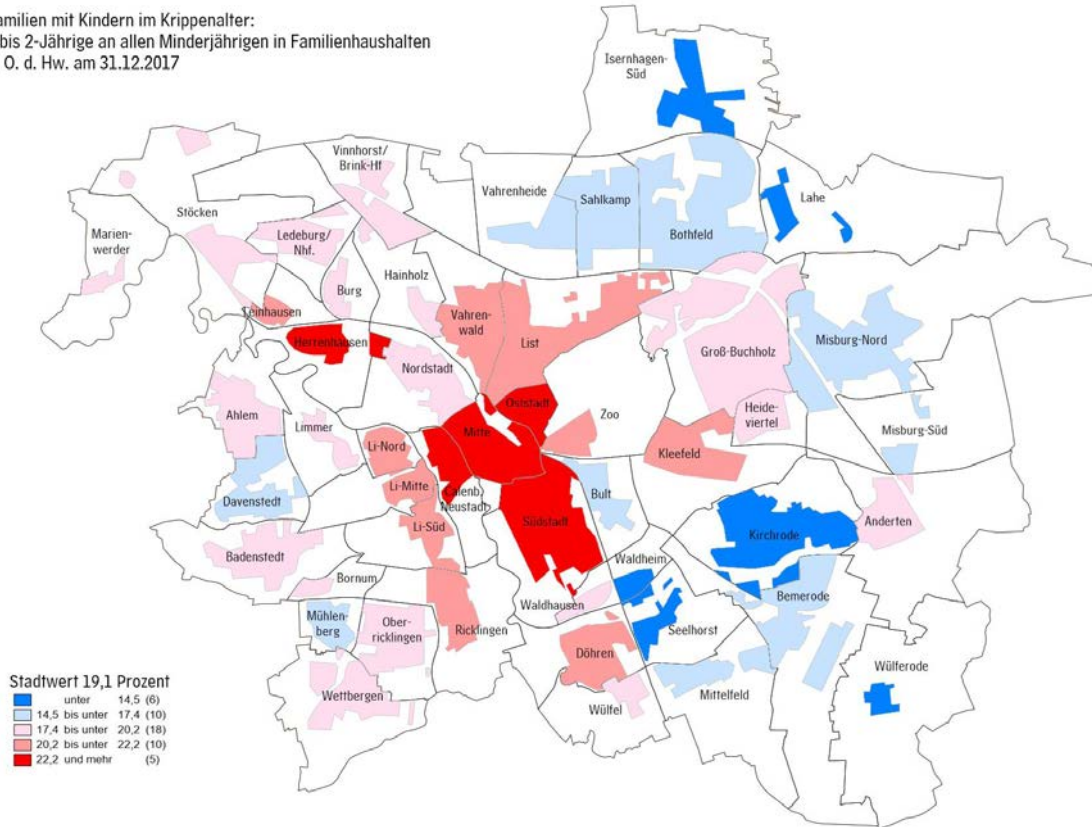 amilien mit Kindern im Krippenalter:
bis 2-Jährige an allen Minderjährigen in Familienhaushalten
O. d. Hw. am 31.12.2017
Isernhagen-
Süd
Vinnhorst/
Brink-Hf
Vahrenheide
Sahlkamp
Bothfeld
Lahe
Stöcken
Marien-
werder
Ledeburg/
Nhf.
Hainholz
Burg
Leinhausen
Vahren-
wald
List
Herrenhausen
Nordstadt
Groß-Buchholz
Misburg-Nord
Oststadt
Zoo
Heide-
viertel
Misburg-Süd
Ahlem
Limmer
Mitte
Li-Nord
Kleefeld
Li-Mitte
Calenb.
Neustadt
Bult
Davenstedt
Li-Süd
Südstadt
Kirchrode
Anderten
Badenstedt
Bornum
Waldheim
Waldhausen
Bemerode
Mühlen-
berg
Ober-
ricklingen
Ricklingen
Seelhorst
Döhren
Wülferode
Wettbergen
Mittelfeld
Wülfel
Stadtwert 19,1 Prozent
unter 14,5 (6)
14,5 bis unter 17,4 (10)
17,4 bis unter 20,2 (18)
20,2 bis unter 22,2 (10)
22,2 und mehr (5)